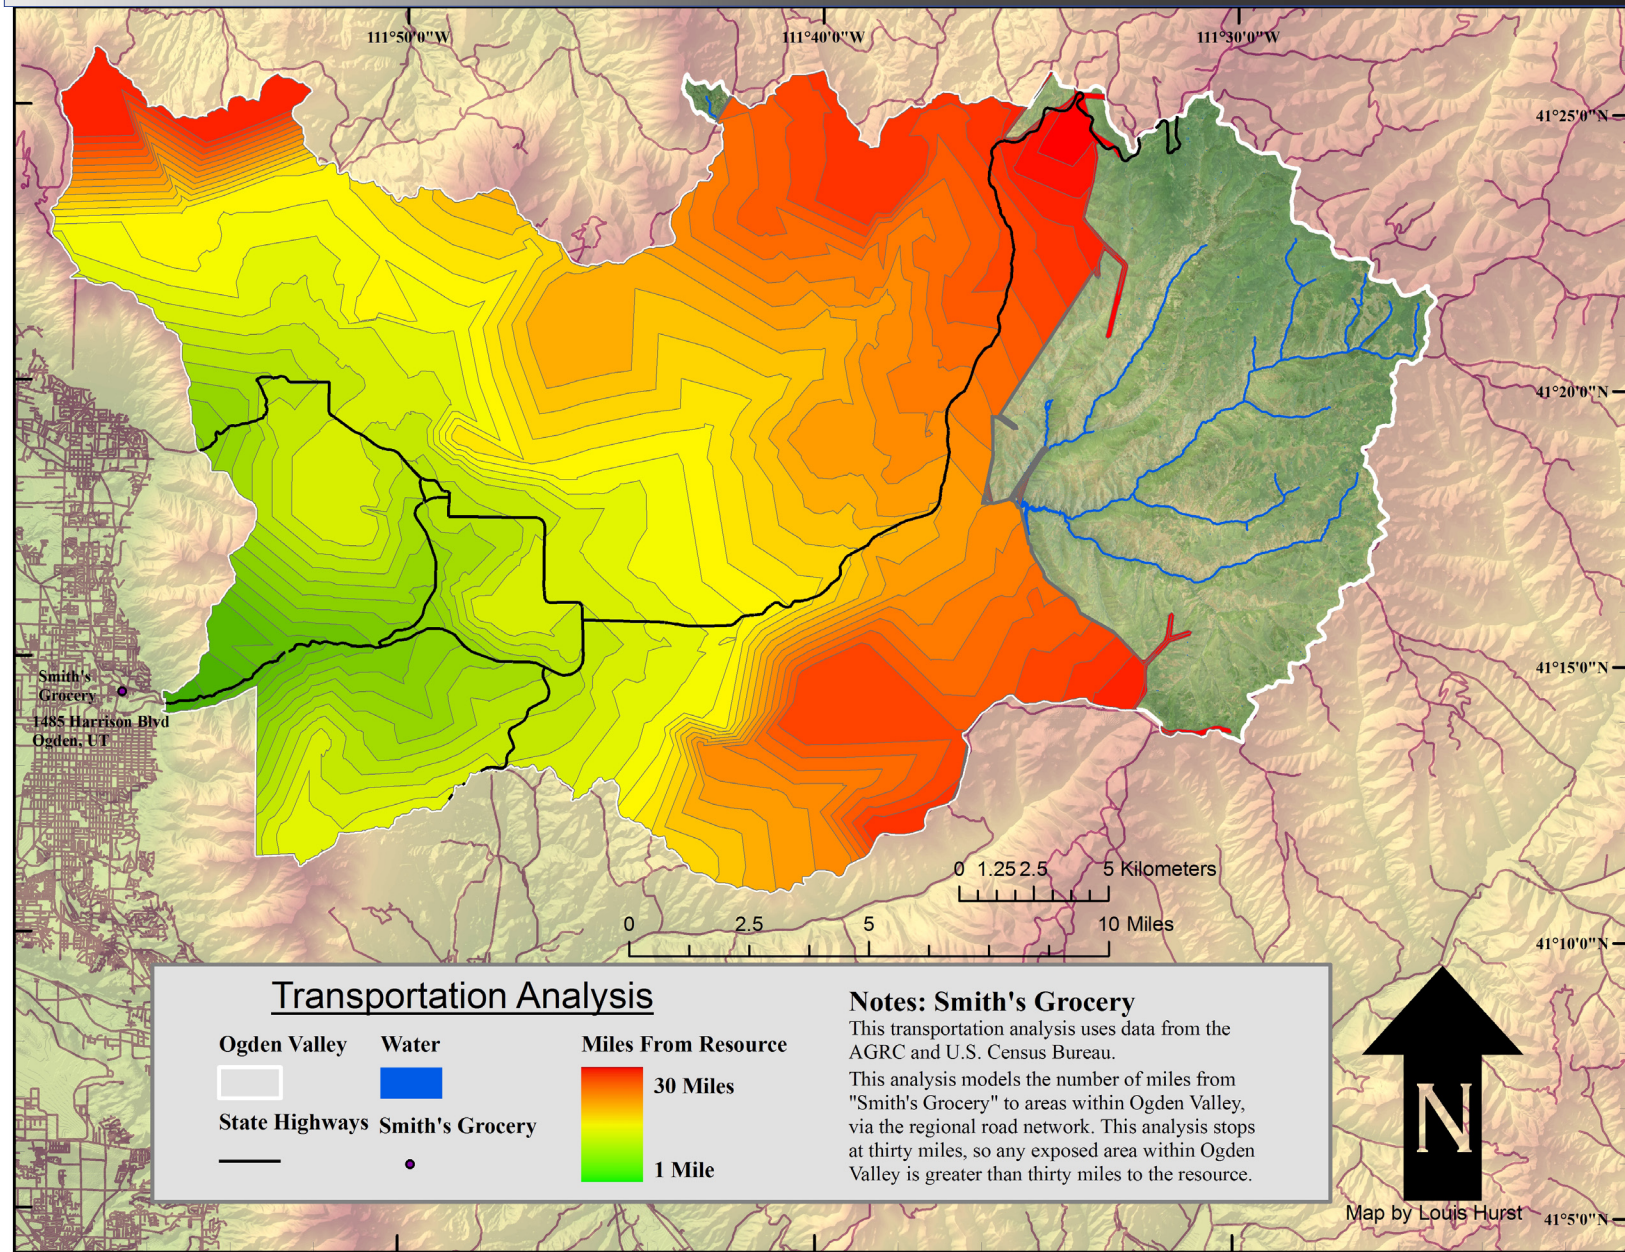 111°50'0"W
111°40'0"W
111°30'0"W
41°25'0"N
41°20'0"N
41°15'0"N
Smith's
Grocery
1485 Harrison Blvd
Ogden, UT
0 1.25 2.5 5 Kilometers
0 2.5 5 10 Miles
41°10'0"N
Transportation Analysis
Ogden Valley Water
State Highways Smith's Grocery
Miles From Resource
30 Miles
1 Mile
Notes: Smith's Grocery
This transportation analysis uses data from the
AGRC and U.S. Census Bureau.
This analysis models the number of miles from
"Smith's Grocery" to areas within Ogden Valley,
via the regional road network. This analysis stops
at thirty miles, so any exposed area within Ogden
Valley is greater than thirty miles to the resource.
N
Map by Louis Hurst
41°5'0"N